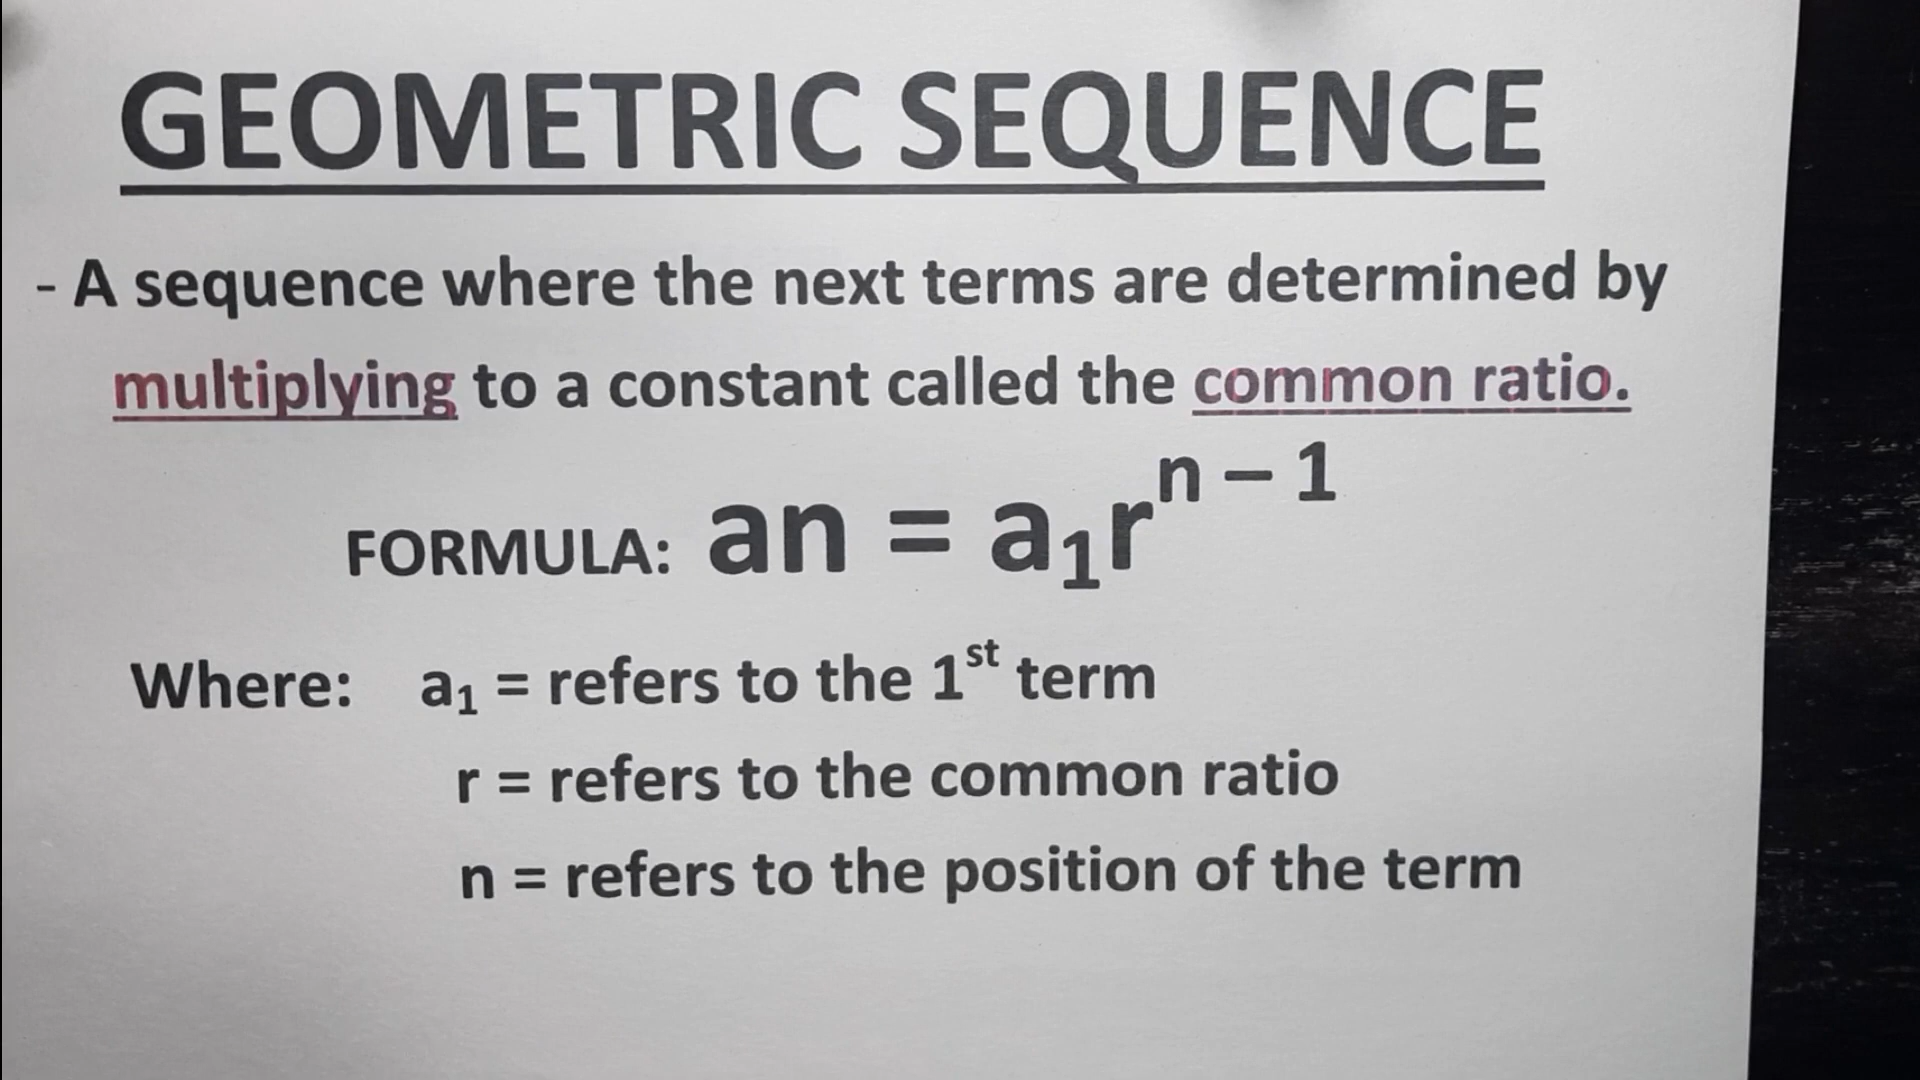 GEOMETRIC SEQUENCE
- A sequence where the next terms are determined by
multiplying to a constant called the common ratio.
FORMULA: an = a₁rⁿ⁻¹
Where: a₁ = refers to the 1ˢᵗ term
r = refers to the common ratio
n = refers to the position of the term